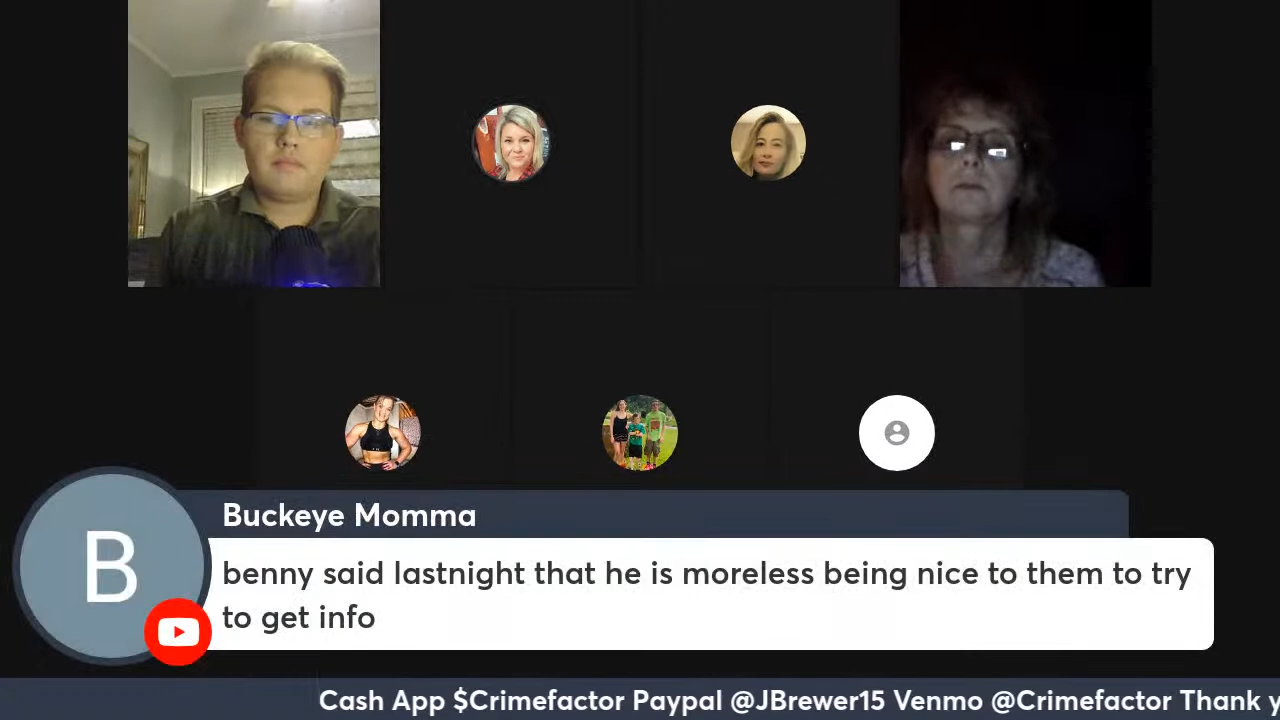 B
Buckeye Momma
benny said lastnight that he is moreless being nice to them to try
to get info
Cash App $Crimefactor Paypal @JBrewer15 Venmo @Crimefactor Thank y